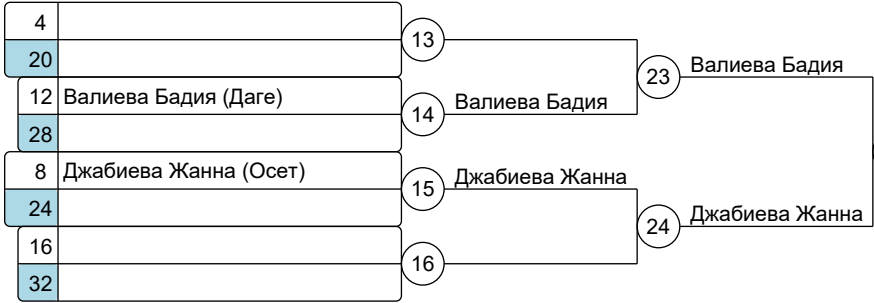 4
13
20
23 Валиева Бадия
12 Валиева Бадия (Даге)
14 Валиева Бадия
28
8 Джабиева Жанна (Осет)
15 Джабиева Жанна
24
24 Джабиева Жанна
16
16
32